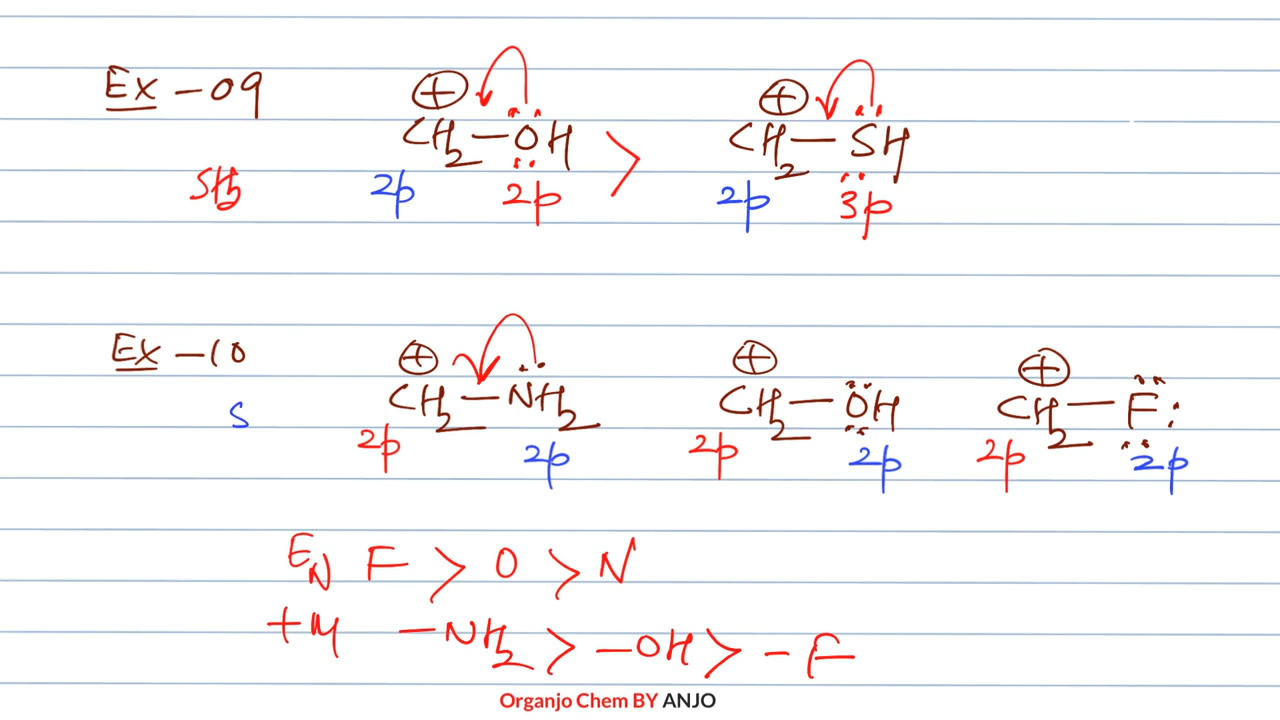 Ex - 09
⊕ ⊕
CH₂ - OH > CH₂ - SH
2p 2p 2p 3p
Ex - 10
S
⊕ ⊕ ⊕
CH₂ - NH₂ CH₂ - OH CH₂ - F:
2p 2p 2p 2p 2p 2p
EN F > O > N
+M - NH₂ > - OH > - F
Organjo Chem BY ANJO